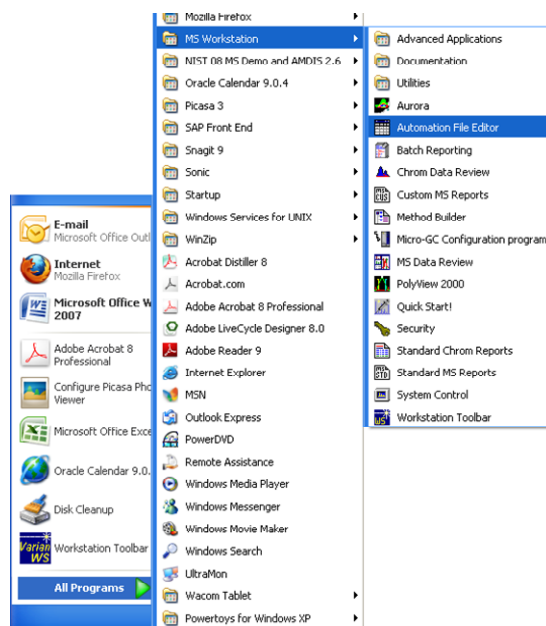 E-mail
Microsoft Office Outl
Internet
Mozilla Firefox
Microsoft Office W
2007
Adobe Acrobat 8
Professional
Configure Picasa Pho
Viewer
Microsoft Office Exce
Oracle Calendar 9.0.
Disk Cleanup
Varian
WS
Workstation Toolbar
All Programs
Mozilla Firefox
MS Workstation
NIST 08 MS Demo and AMDIS 2.6
Oracle Calendar 9.0.4
Picasa 3
SAP Front End
Snagit 9
Sonic
Startup
Windows Services for UNIX
WinZip
Acrobat Distiller 8
Acrobat.com
Adobe Acrobat 8 Professional
Adobe LiveCycle Designer 8.0
Adobe Reader 9
Internet Explorer
MSN
Outlook Express
PowerDVD
Remote Assistance
Windows Media Player
Windows Messenger
Windows Movie Maker
Windows Search
UltraMon
Wacom Tablet
Powertoys for Windows XP
Advanced Applications
Documentation
Utilities
Aurora
Automation File Editor
Batch Reporting
Chrom Data Review
Custom MS Reports
Method Builder
Micro-GC Configuration program
MS Data Review
PolyView 2000
Quick Start!
Security
Standard Chrom Reports
Standard MS Reports
System Control
Workstation Toolbar